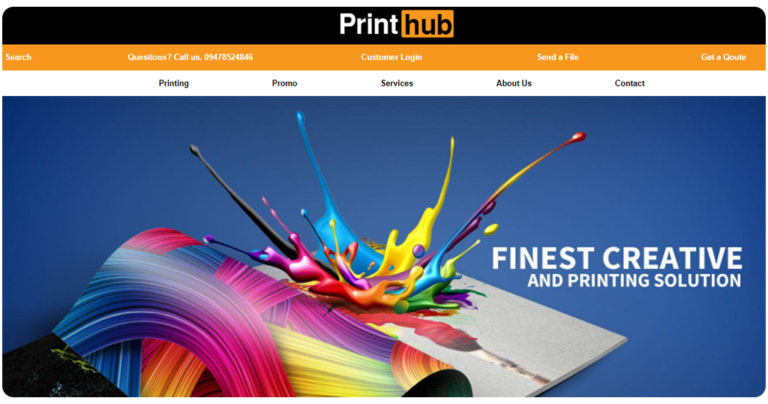 Print hub
Search Questions? Call us. 09478524846 Customer Login Send a File Get a Qoute
Printing Promo Services About Us Contact
FINEST CREATIVE
AND PRINTING SOLUTION